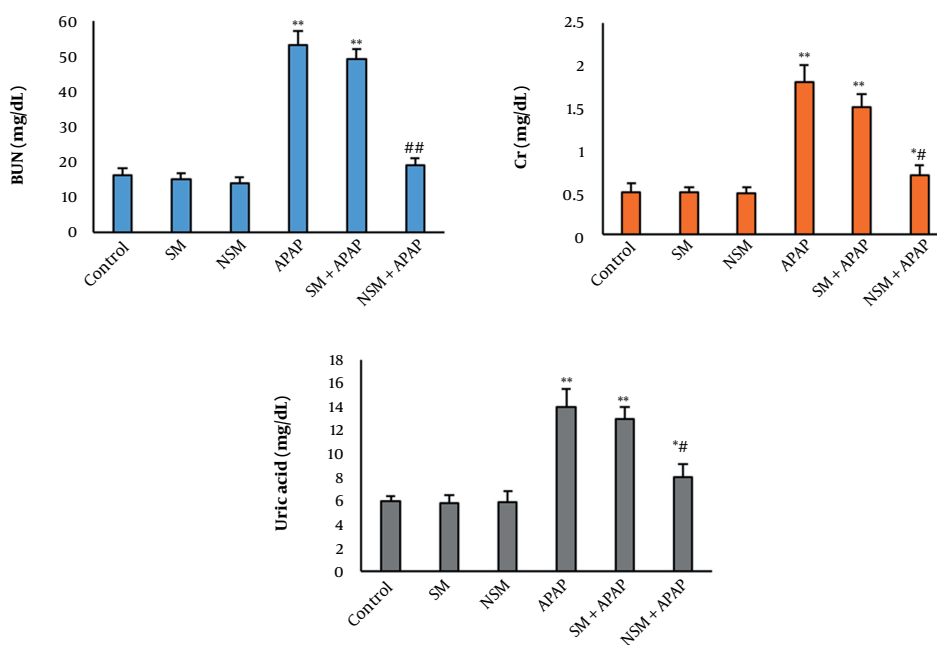 BUN (mg/dL)
60
50
40
30
20
10
0
**
**
##
Control
SM
NSM
APAP
SM + APAP
NSM + APAP
Cr (mg/dL)
2.5
2
1.5
1
0.5
0
**
**
*#
Control
SM
NSM
APAP
SM + APAP
NSM + APAP
Uric acid (mg/dL)
18
16
14
12
10
8
6
4
2
0
**
**
*#
Control
SM
NSM
APAP
SM + APAP
NSM + APAP